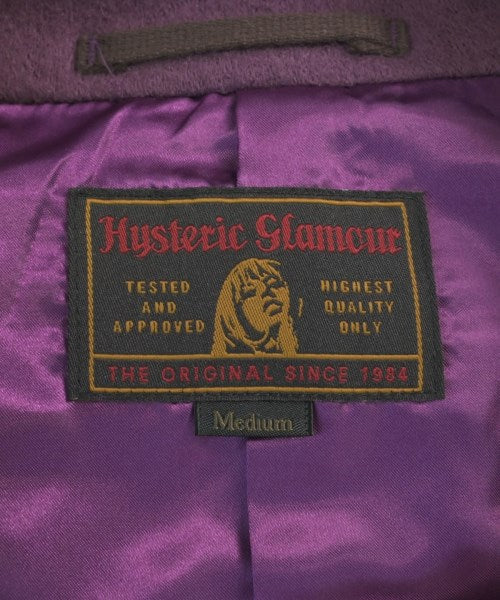 Hysteric Glamour
TESTED
AND
APPROVED
HIGHEST
QUALITY
ONLY
THE ORIGINAL SINCE 1984
Medium